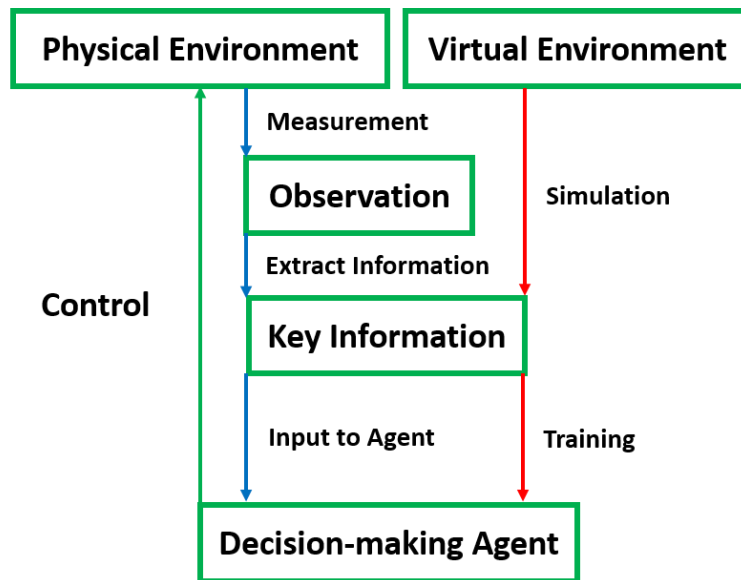 Physical Environment
Virtual Environment
Measurement
Observation
Simulation
Extract Information
Control
Key Information
Input to Agent
Training
Decision-making Agent